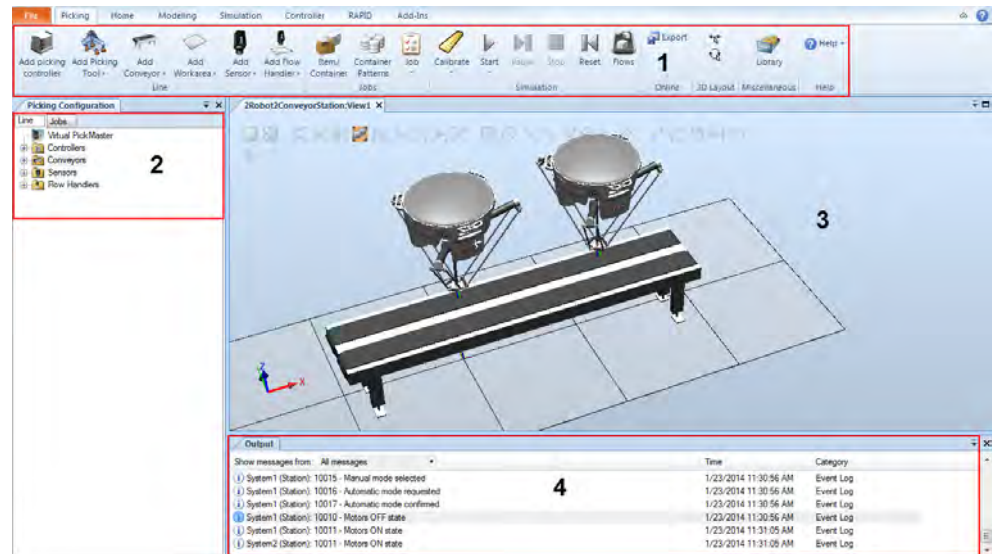 File Picking Home Modeling Simulation Controller RAPID Add-Ins
Add picking controller
Add Picking Tool
Add Conveyor
Add Workarea
Add Sensor
Add Flow Handler
Item/ Container
Container Patterns
Job
Calibrate
Start
Pause
Stop
Reset
Flows
Export
1
Library
Help
Line Jobs Simulation Online 3D Layout Miscellaneous Help
Picking Configuration
Line Jobs
Virtual PickMaster
Controllers
Conveyors
Sensors
Flow Handlers
2
2Robot2ConveyorStation:View1
3
Z
X
Output
Show messages from: All messages Time Category
System1 (Station): 10015 - Manual mode selected 1/23/2014 11:30:56 AM Event Log
System1 (Station): 10016 - Automatic mode requested 1/23/2014 11:30:56 AM Event Log
System1 (Station): 10017 - Automatic mode confirmed 1/23/2014 11:30:56 AM Event Log
System1 (Station): 10010 - Motors OFF state 1/23/2014 11:30:56 AM Event Log
System1 (Station): 10011 - Motors ON state 1/23/2014 11:31:05 AM Event Log
System2 (Station): 10011 - Motors ON state 1/23/2014 11:31:05 AM Event Log
4